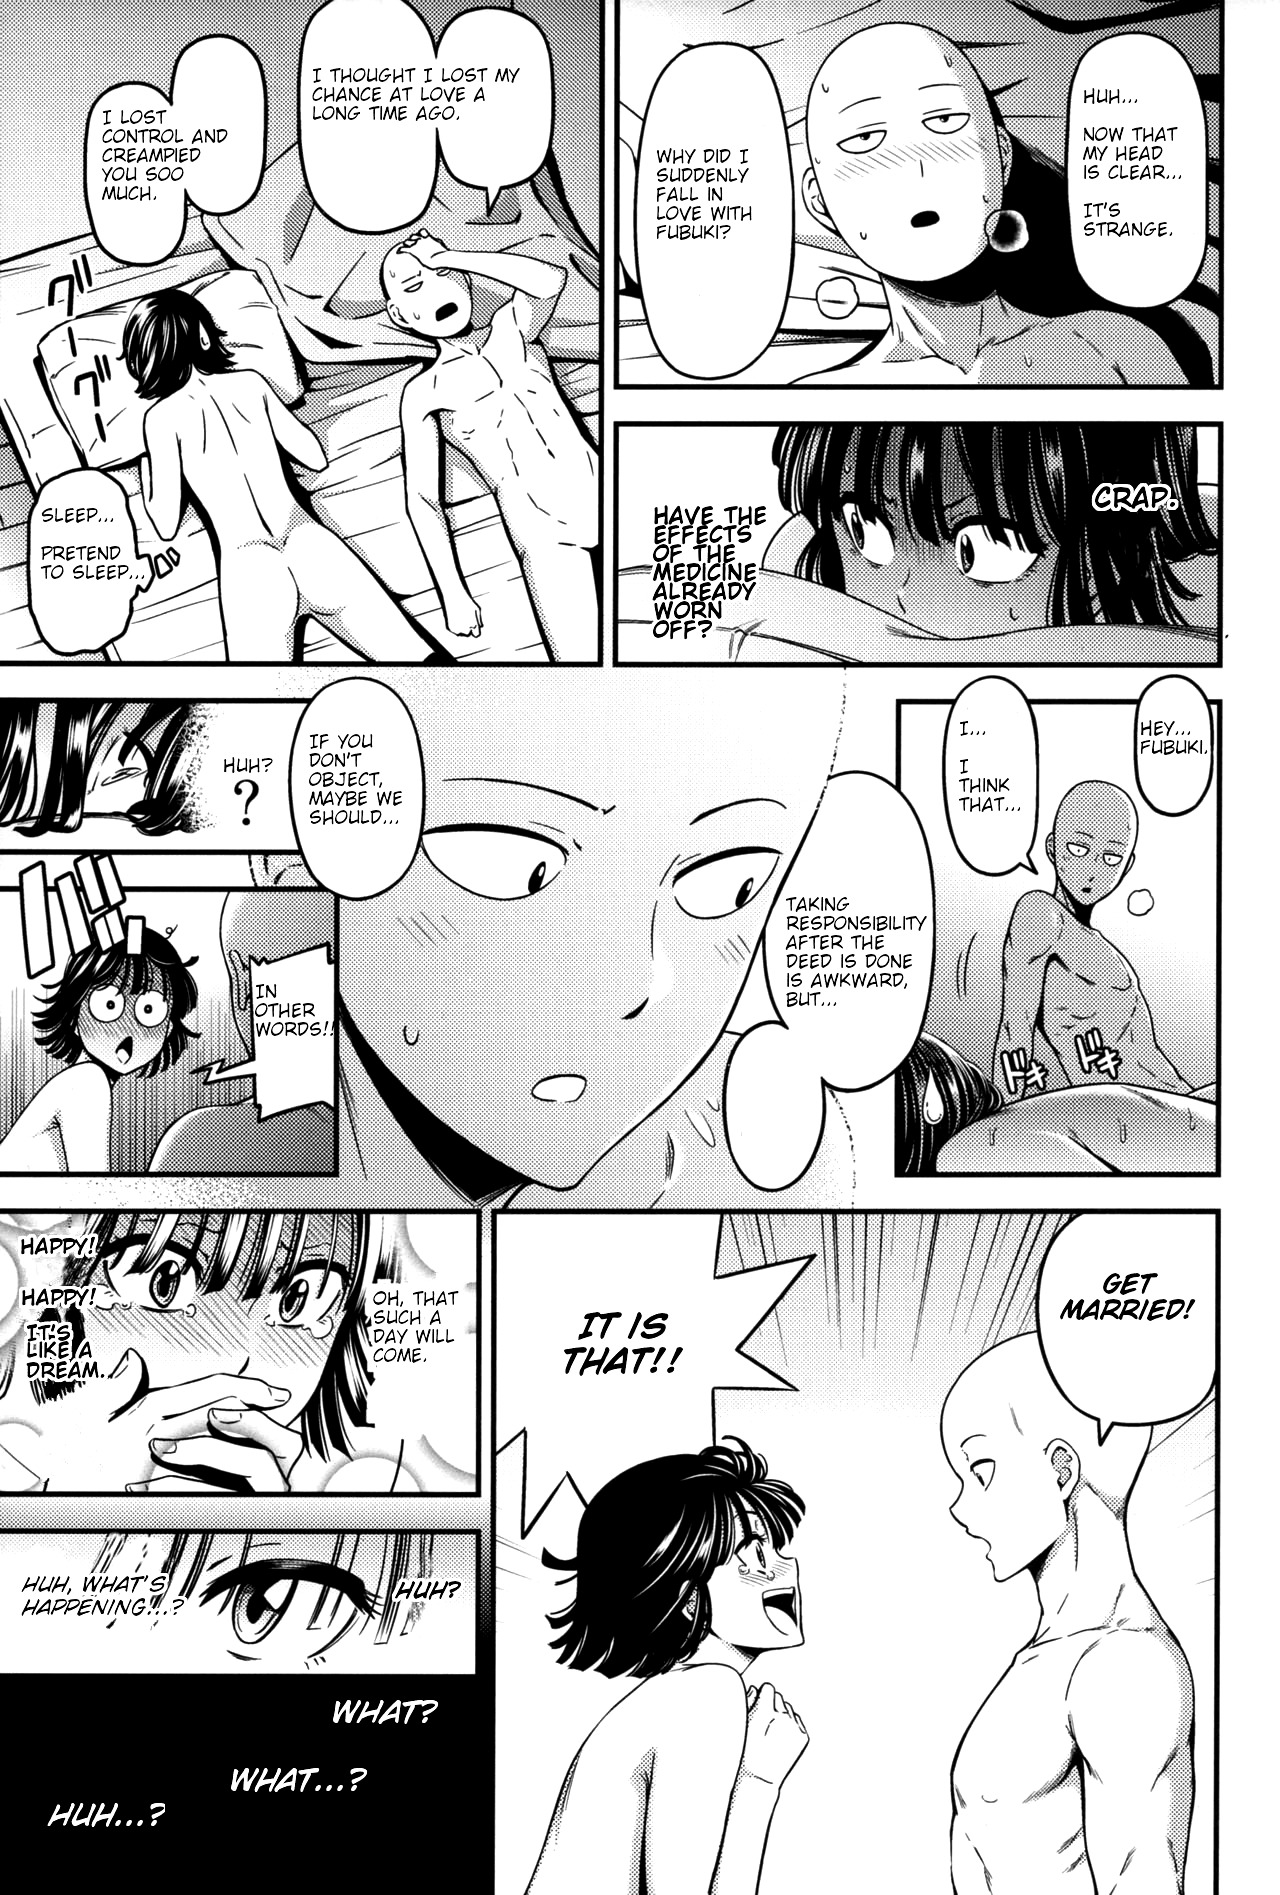 HUH...
NOW THAT
MY HEAD
IS CLEAR...
IT'S
STRANGE.
WHY DID I
SUDDENLY
FALL IN
LOVE WITH
FUBUKI?
I THOUGHT I LOST MY
CHANCE AT LOVE A
LONG TIME AGO.
I LOST
CONTROL AND
CREAMPIED
YOU SOO
MUCH.
グ
グ
グ
SLEEP...
PRETEND
TO SLEEP...
CRAP.
HAVE THE
EFFECTS
OF THE
MEDICINE
ALREADY
WORN
OFF?
HEY...
FUBUKI.
I...
I
THINK
THAT...
ドキ
ドキ
TAKING
RESPONSIBILITY
AFTER THE
DEED IS DONE
IS AWKWARD,
BUT...
IF YOU
DON'T
OBJECT,
MAYBE WE
SHOULD...
HUH?
?
IN
OTHER
WORDS!!
GET
MARRIED!
IT IS
THAT!!
OH, THAT
SUCH A
DAY WILL
COME.
HAPPY!
HAPPY!
IT'S
LIKE A
DREAM...
HUH?
HUH, WHAT'S
HAPPENING...?
WHAT?
WHAT...?
HUH...?